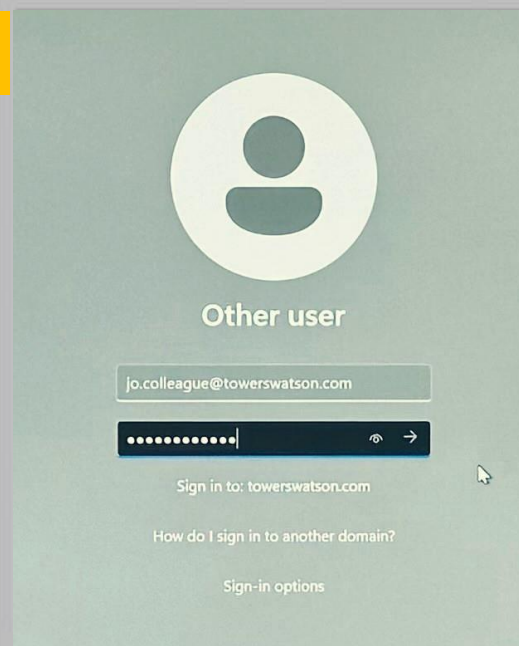 Other user
jo.colleague@towerswatson.com
Sign in to: towerswatson.com
How do I sign in to another domain?
Sign-in options